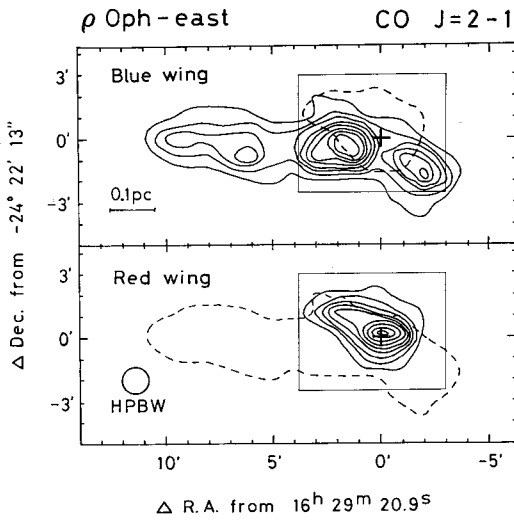 ρ Oph-east CO J=2-1
Blue wing
3'
0'
-3'
0.1pc
Red wing
3'
0'
-3'
HPBW
10' 5' 0' -5'
Δ Dec. from -24° 22' 13"
Δ R.A. from 16h 29m 20.9s